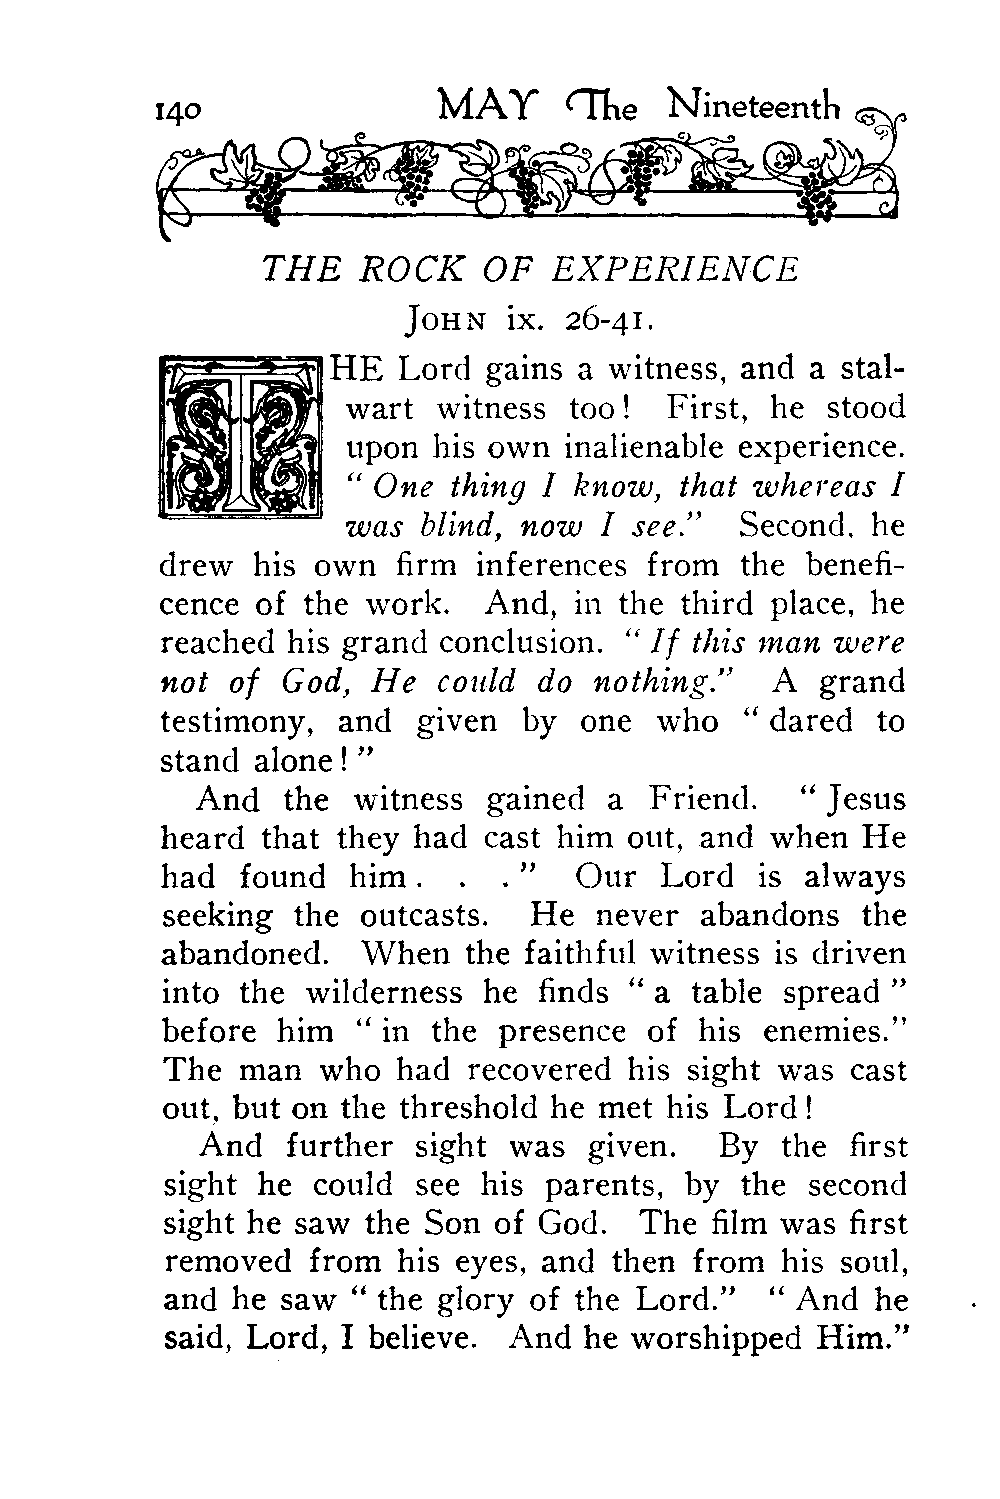 140 MAY The Nineteenth
THE ROCK OF EXPERIENCE
JOHN ix. 26-41.
THE Lord gains a witness, and a stal-
wart witness too! First, he stood
upon his own inalienable experience.
" One thing I know, that whereas I
was blind, now I see." Second, he
drew his own firm inferences from the benefi-
cence of the work. And, in the third place, he
reached his grand conclusion. " If this man were
not of God, He could do nothing." A grand
testimony, and given by one who " dared to
stand alone ! "
And the witness gained a Friend. " Jesus
heard that they had cast him out, and when He
had found him . . ." Our Lord is always
seeking the outcasts. He never abandons the
abandoned. When the faithful witness is driven
into the wilderness he finds " a table spread "
before him " in the presence of his enemies."
The man who had recovered his sight was cast
out, but on the threshold he met his Lord !
And further sight was given. By the first
sight he could see his parents, by the second
sight he saw the Son of God. The film was first
removed from his eyes, and then from his soul,
and he saw " the glory of the Lord." " And he
said, Lord, I believe. And he worshipped Him."